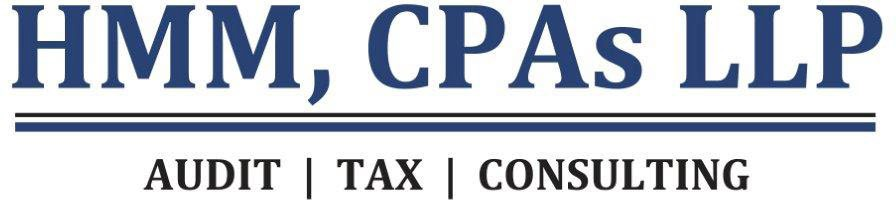 HMM, CPAs LLP
AUDIT | TAX | CONSULTING